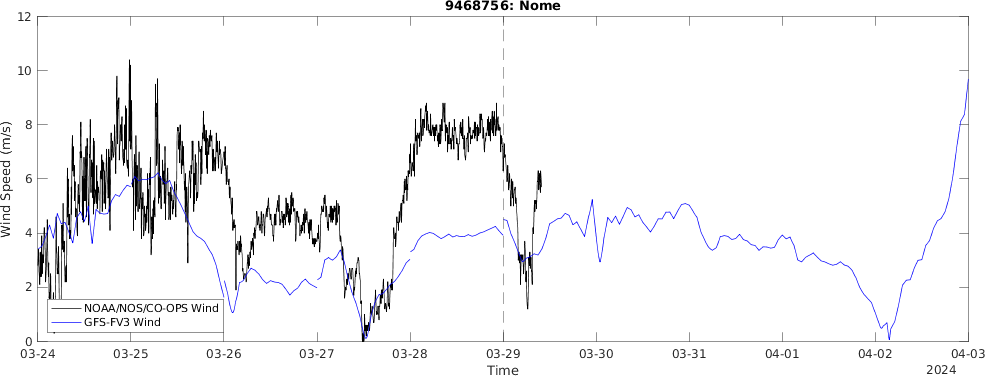 9468756: Nome
12
10
8
6
4
2
0
Wind Speed (m/s)
NOAA/NOS/CO-OPS Wind
GFS-FV3 Wind
03-24 03-25 03-26 03-27 03-28 03-29 03-30 03-31 04-01 04-02 04-03
Time
2024